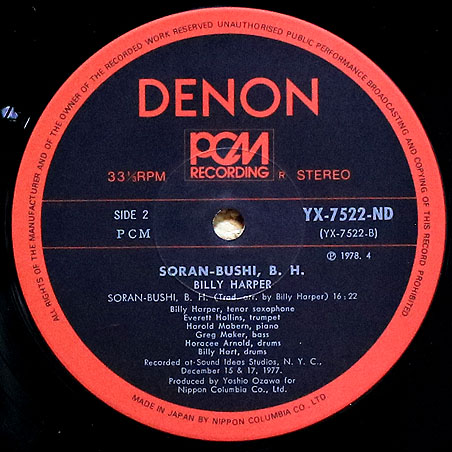 ALL RIGHTS OF THE MANUFACTURER AND OF THE OWNER OF THE RECORDED WORK RESERVED UNAUTHORISED PUBLIC PERFORMANCE BROADCASTING AND COPYING OF THIS RECORD PROHIBITED
DENON
PCM
RECORDING
33⅓RPM R STEREO
SIDE 2 YX-7522-ND
PCM (YX-7522-B)
Ⓟ 1978. 4
SORAN-BUSHI, B. H.
BILLY HARPER
SORAN-BUSHI, B. H. (Trad.-arr. by Billy Harper) 16:22
Billy Harper, tenor saxophone
Everett Hollins, trumpet
Harold Mabern, piano
Greg Maker, bass
Horacee Arnold, drums
Billy Hart, drums
Recorded at Sound Ideas Studios, N. Y. C.,
December 15 & 17, 1977.
Produced by Yoshio Ozawa for
Nippon Columbia Co., Ltd.
MADE IN JAPAN BY NIPPON COLUMBIA CO., LTD